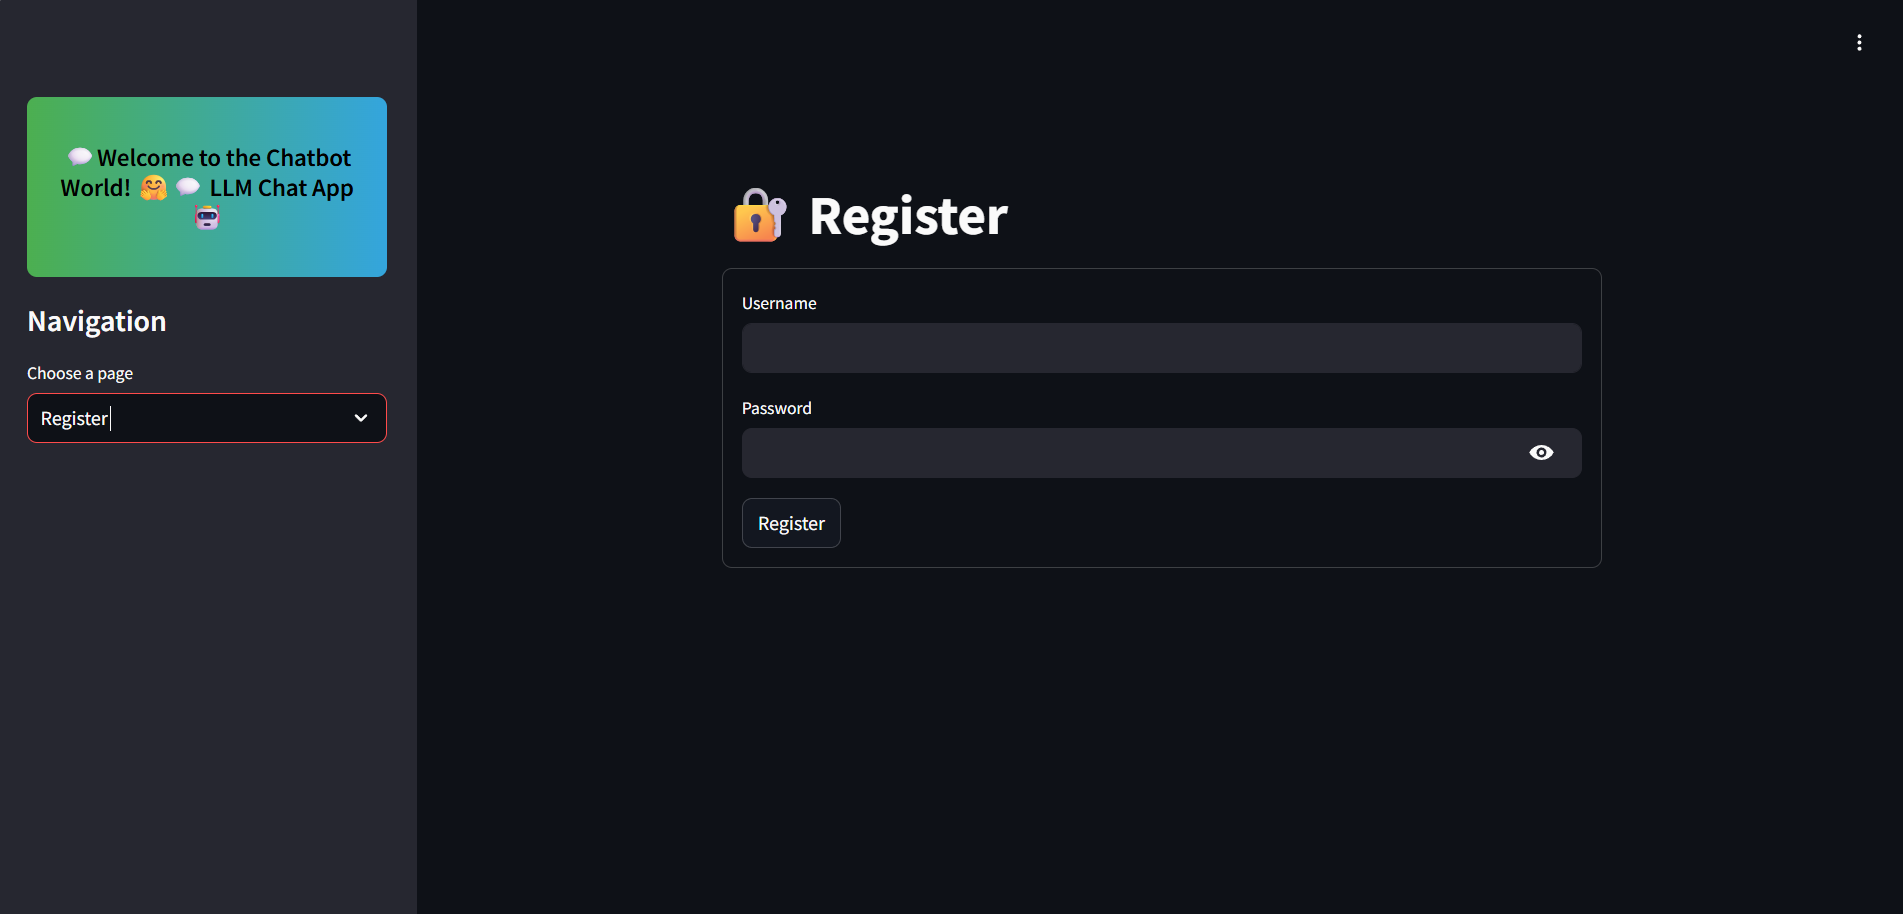 💬 Welcome to the Chatbot
World! 🤗 💬 LLM Chat App
🤖
Navigation
Choose a page
Register
🔐 Register
Username
Password
Register